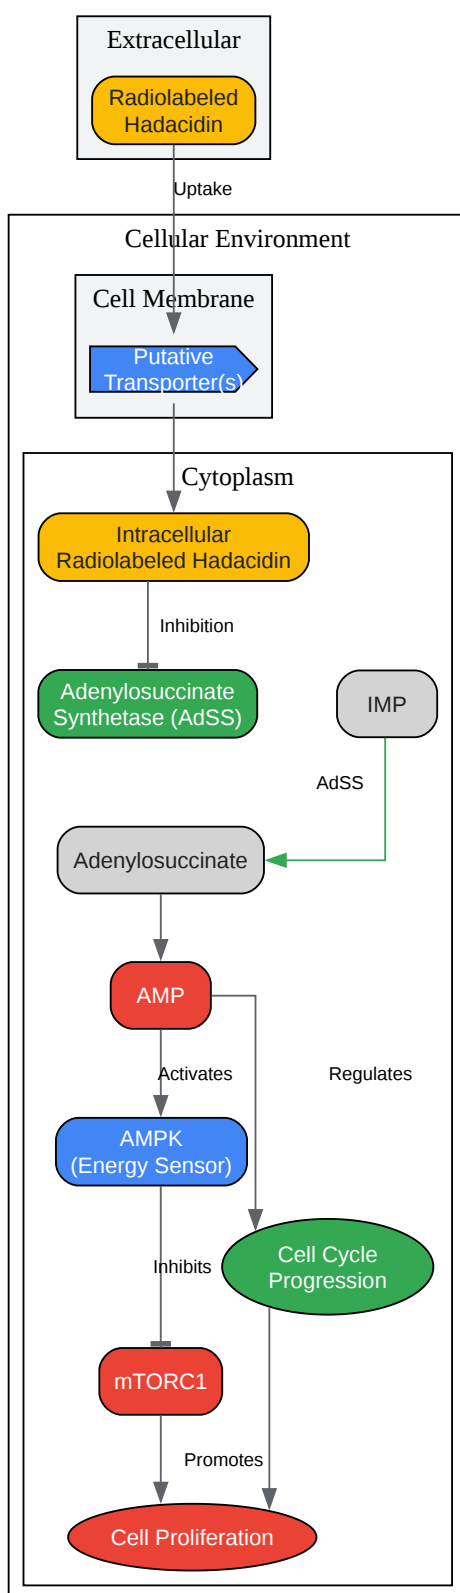 Extracellular
Radiolabeled
Hadacidin
Uptake
Cellular Environment
Cell Membrane
Putative
Transporter(s)
Cytoplasm
Intracellular
Radiolabeled Hadacidin
Inhibition
Adenylosuccinate
Synthetase (AdSS)
IMP
AdSS
Adenylosuccinate
AMP
Activates
Regulates
AMPK
(Energy Sensor)
Inhibits
Cell Cycle
Progression
mTORC1
Promotes
Cell Proliferation